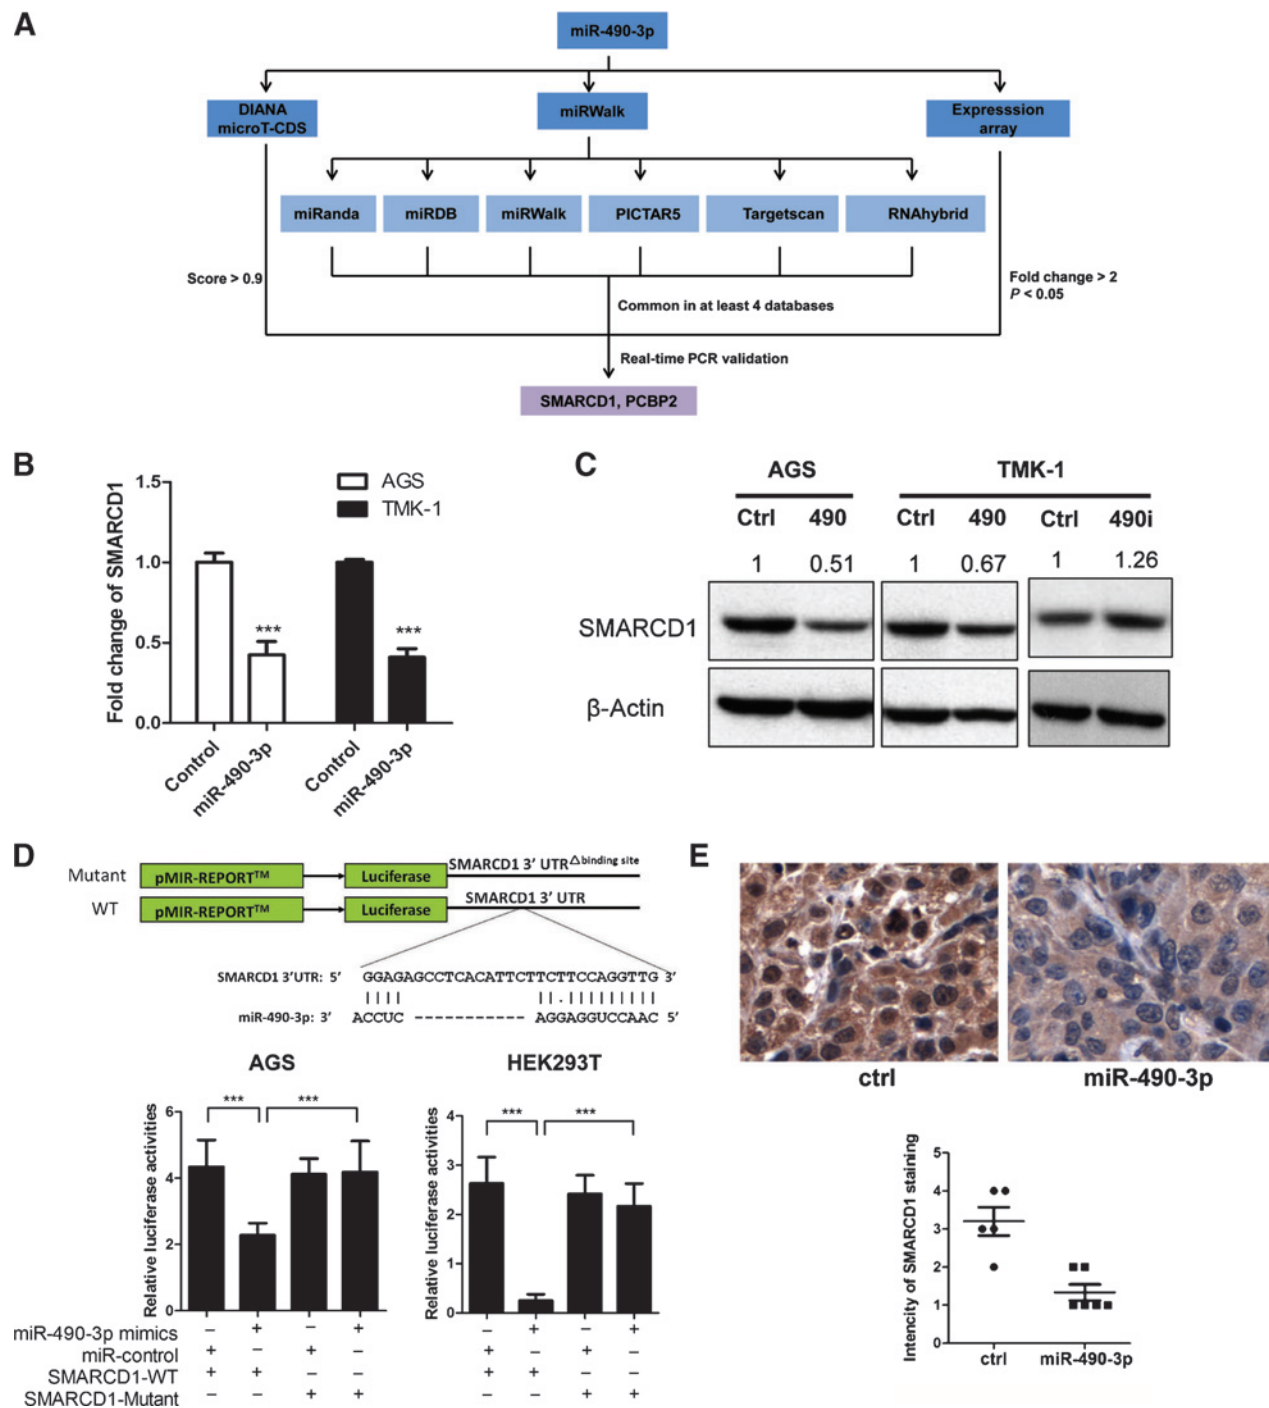 A
miR-490-3p
DIANA
microT-CDS
miRWalk
Expresssion
array
miRanda
miRDB
miRWalk
PICTAR5
Targetscan
RNAhybrid
Score > 0.9
Fold change > 2
P < 0.05
Common in at least 4 databases
Real-time PCR validation
SMARCD1, PCBP2
B
Fold change of SMARCD1
1.5
1.0
0.5
0.0
AGS
TMK-1
***
***
Control
miR-490-3p
Control
miR-490-3p
C
AGS
TMK-1
Ctrl 490 Ctrl 490 Ctrl 490i
1 0.51 1 0.67 1 1.26
SMARCD1
β-Actin
D
Mutant pMIR-REPORT™ Luciferase SMARCD1 3' UTR△binding site
WT pMIR-REPORT™ Luciferase SMARCD1 3' UTR
SMARCD1 3'UTR: 5' GGAGAGCCTCACATTCTTCTTCCAGGTTG 3'
miR-490-3p: 3' ACCUC ------------ AGGAGGUCCAAC 5'
AGS
Relative luciferase activities
6
4
2
0
*** ***
HEK293T
Relative luciferase activities
4
3
2
1
0
*** ***
miR-490-3p mimics – + – + – + – +
miR-control + – + – + – + –
SMARCD1-WT + + – – + + – –
SMARCD1-Mutant – – + + – – + +
E
ctrl
miR-490-3p
Intencity of SMARCD1 staining
5
4
3
2
1
0
ctrl
miR-490-3p